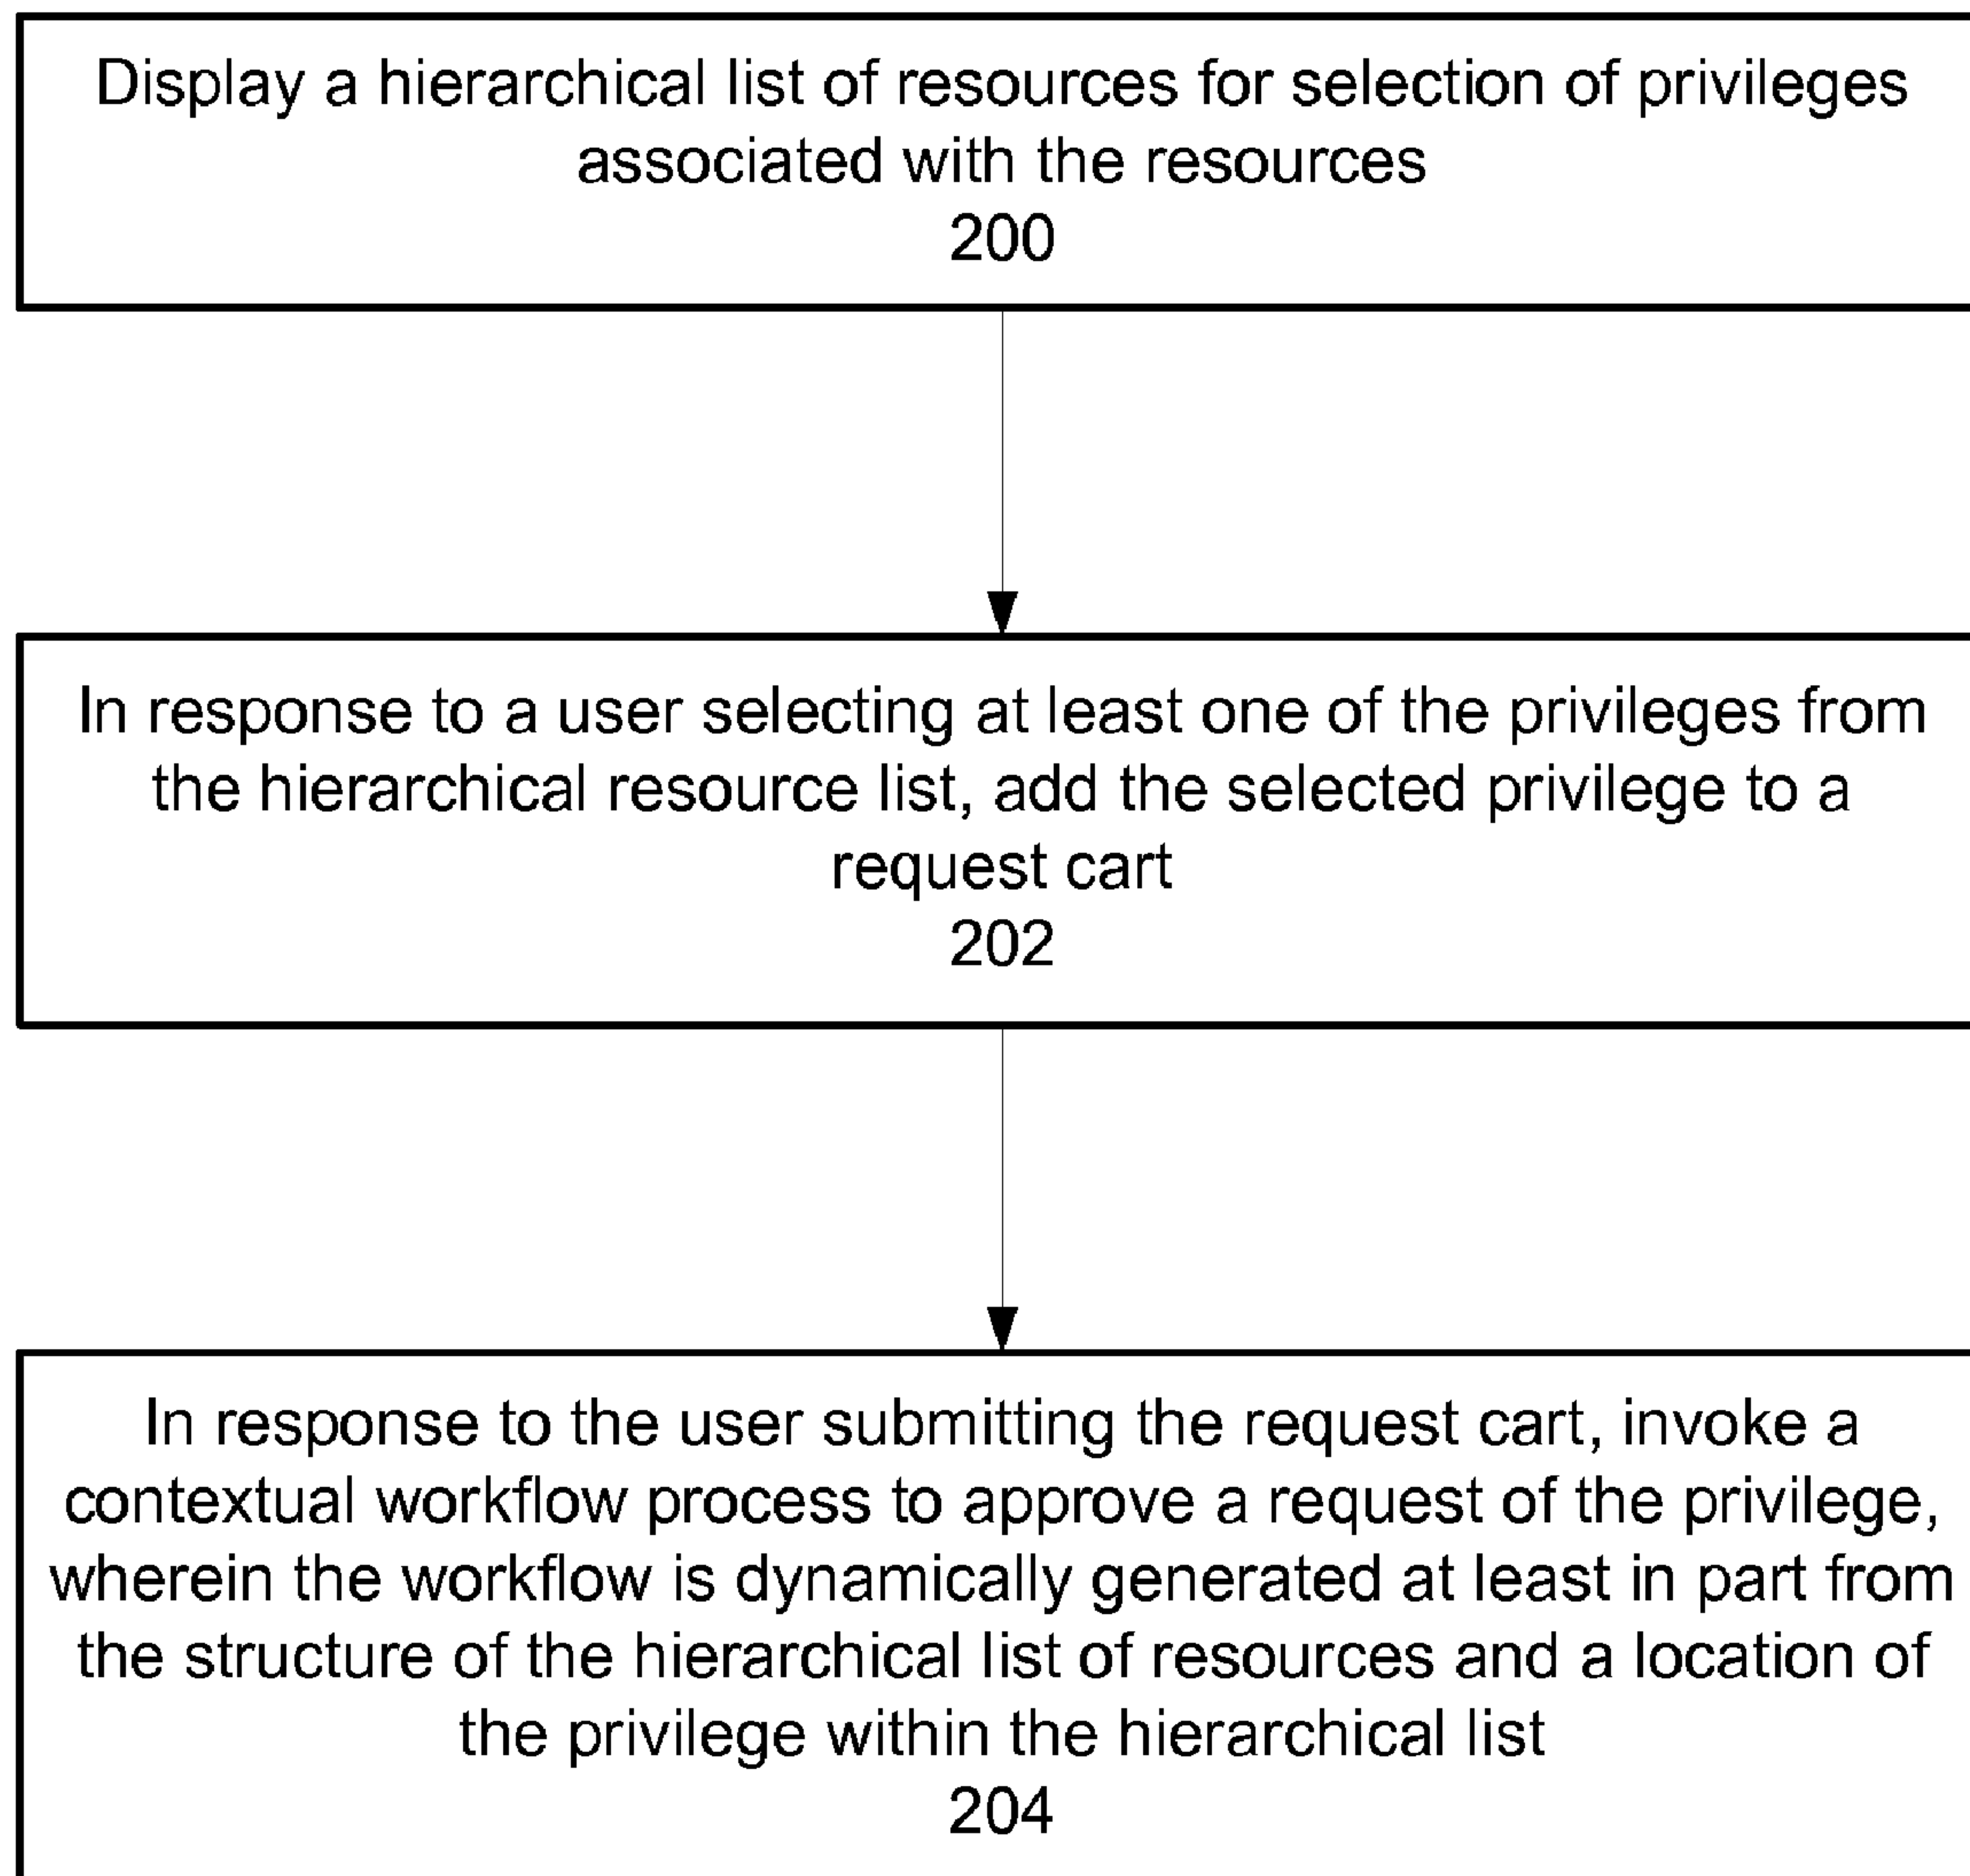 Display a hierarchical list of resources for selection of privileges
associated with the resources
200
In response to a user selecting at least one of the privileges from
the hierarchical resource list, add the selected privilege to a
request cart
202
In response to the user submitting the request cart, invoke a
contextual workflow process to approve a request of the privilege,
wherein the workflow is dynamically generated at least in part from
the structure of the hierarchical list of resources and a location of
the privilege within the hierarchical list
204